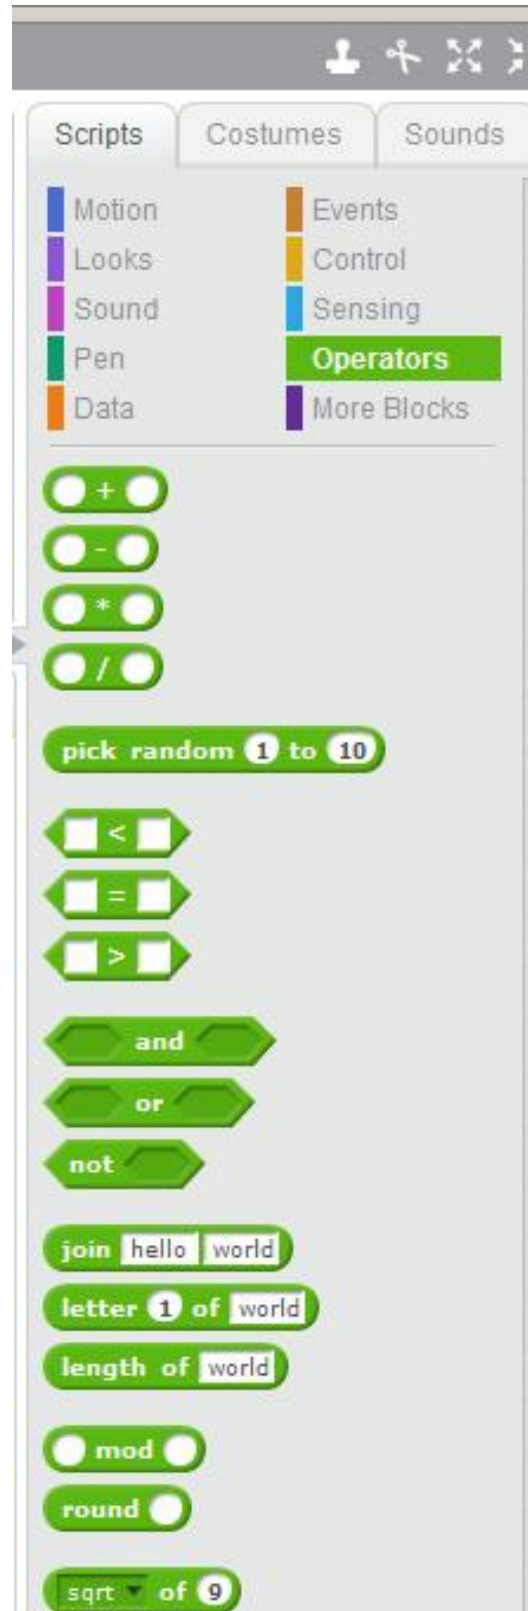 Scripts Costumes Sounds
Motion Events
Looks Control
Sound Sensing
Pen Operators
Data More Blocks
+
-
*
/
pick random 1 to 10
<
=
>
and
or
not
join hello world
letter 1 of world
length of world
mod
round
sqrt of 9